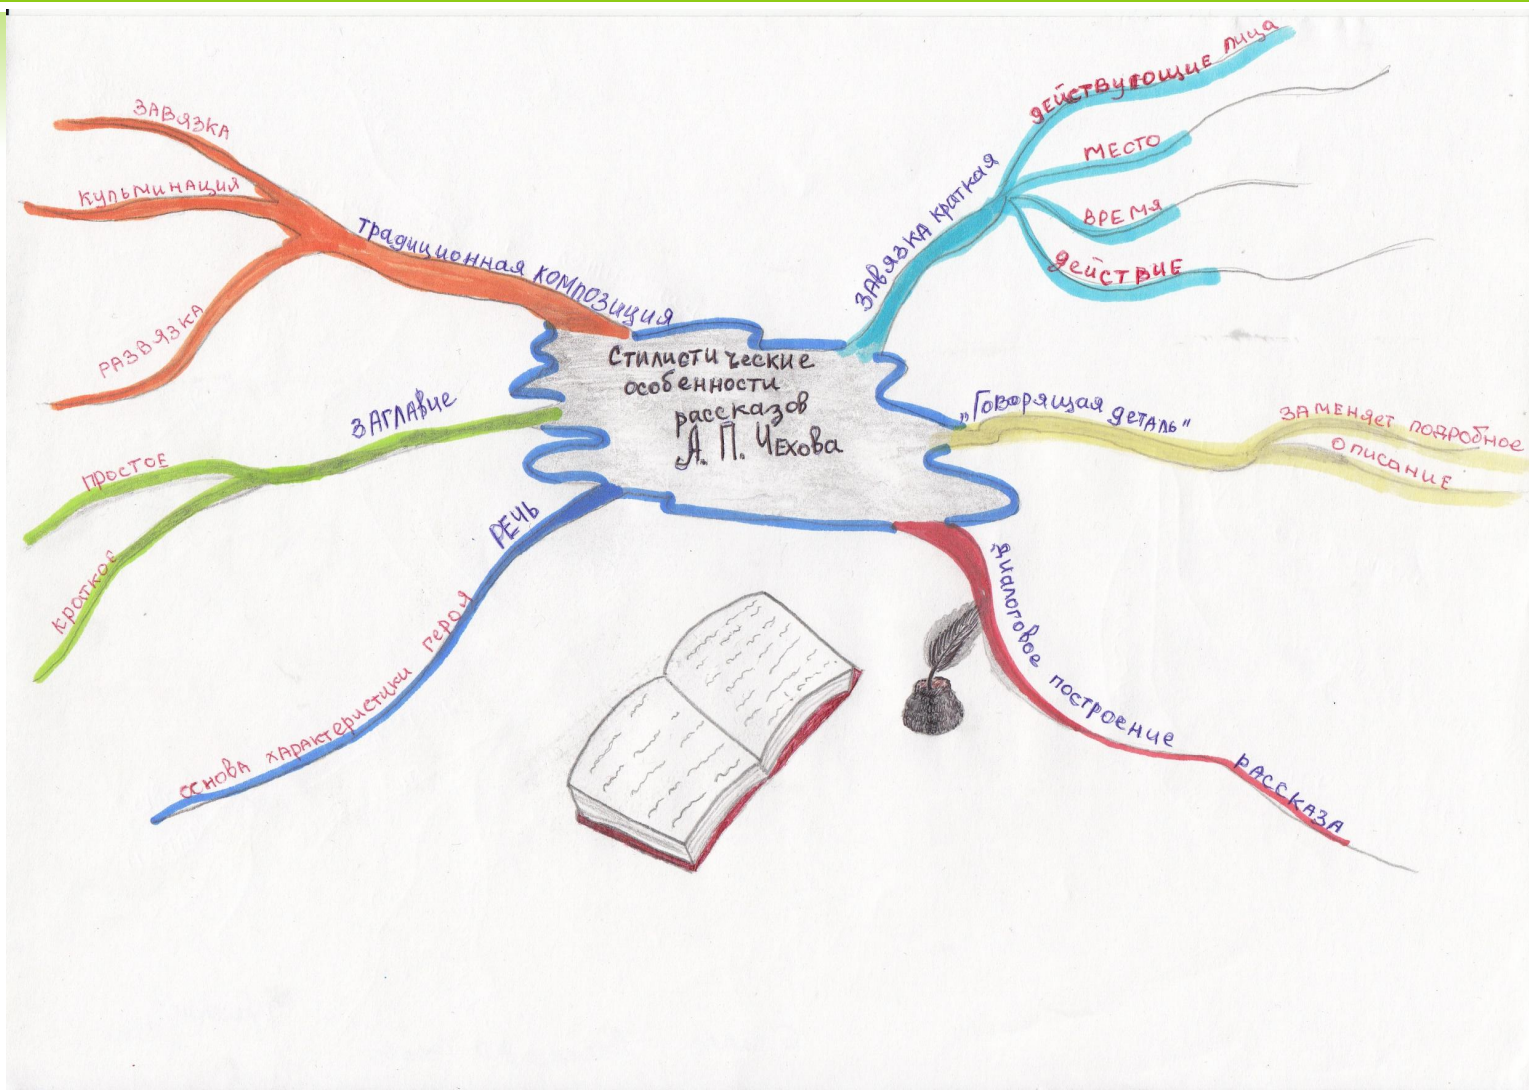 Стилистические
особенности
рассказов
А. П. Чехова
Традиционная композиция
завязка
кульминация
развязка
заглавие
простое
краткое
речь
основа характеристики героя
завязка краткая
действующие лица
место
время
действие
„Говорящая деталь"
заменяет подробное
описание
диалоговое построение
рассказа